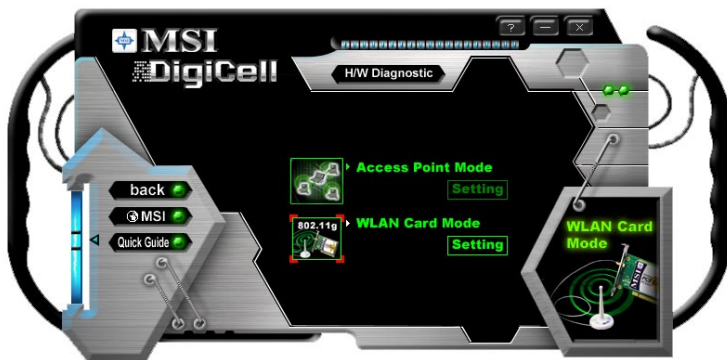 MSI
DigiCell
? — X
H/W Diagnostic
Access Point Mode
Setting
802.11g
WLAN Card Mode
Setting
back
MSI
Quick Guide
WLAN Card
Mode
MSI